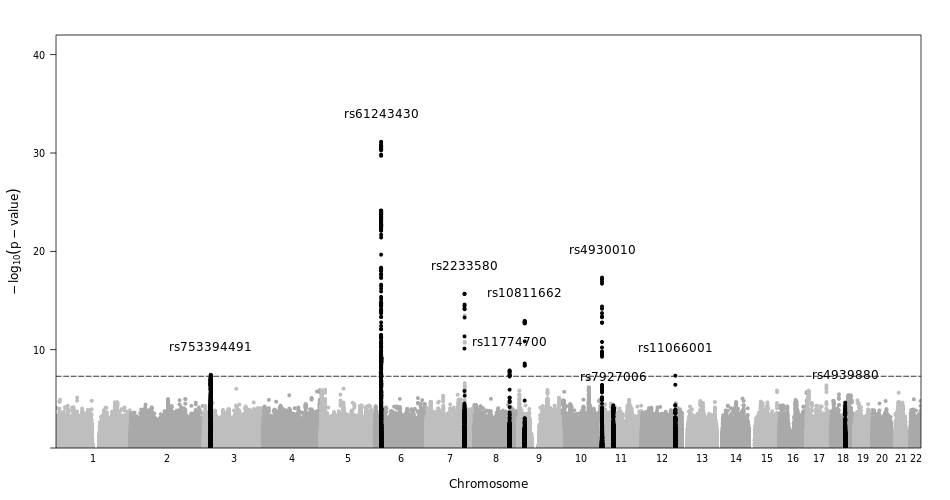 40
rs61243430
30
rs4930010
20
rs2233580
rs10811662
rs753394491
rs11774700
rs11066001
10
rs7927006
rs4939880
−log10(p − value)
1 2 3 4 5 6 7 8 9 10 11 12 13 14 15 16 17 18 19 20 21 22
Chromosome